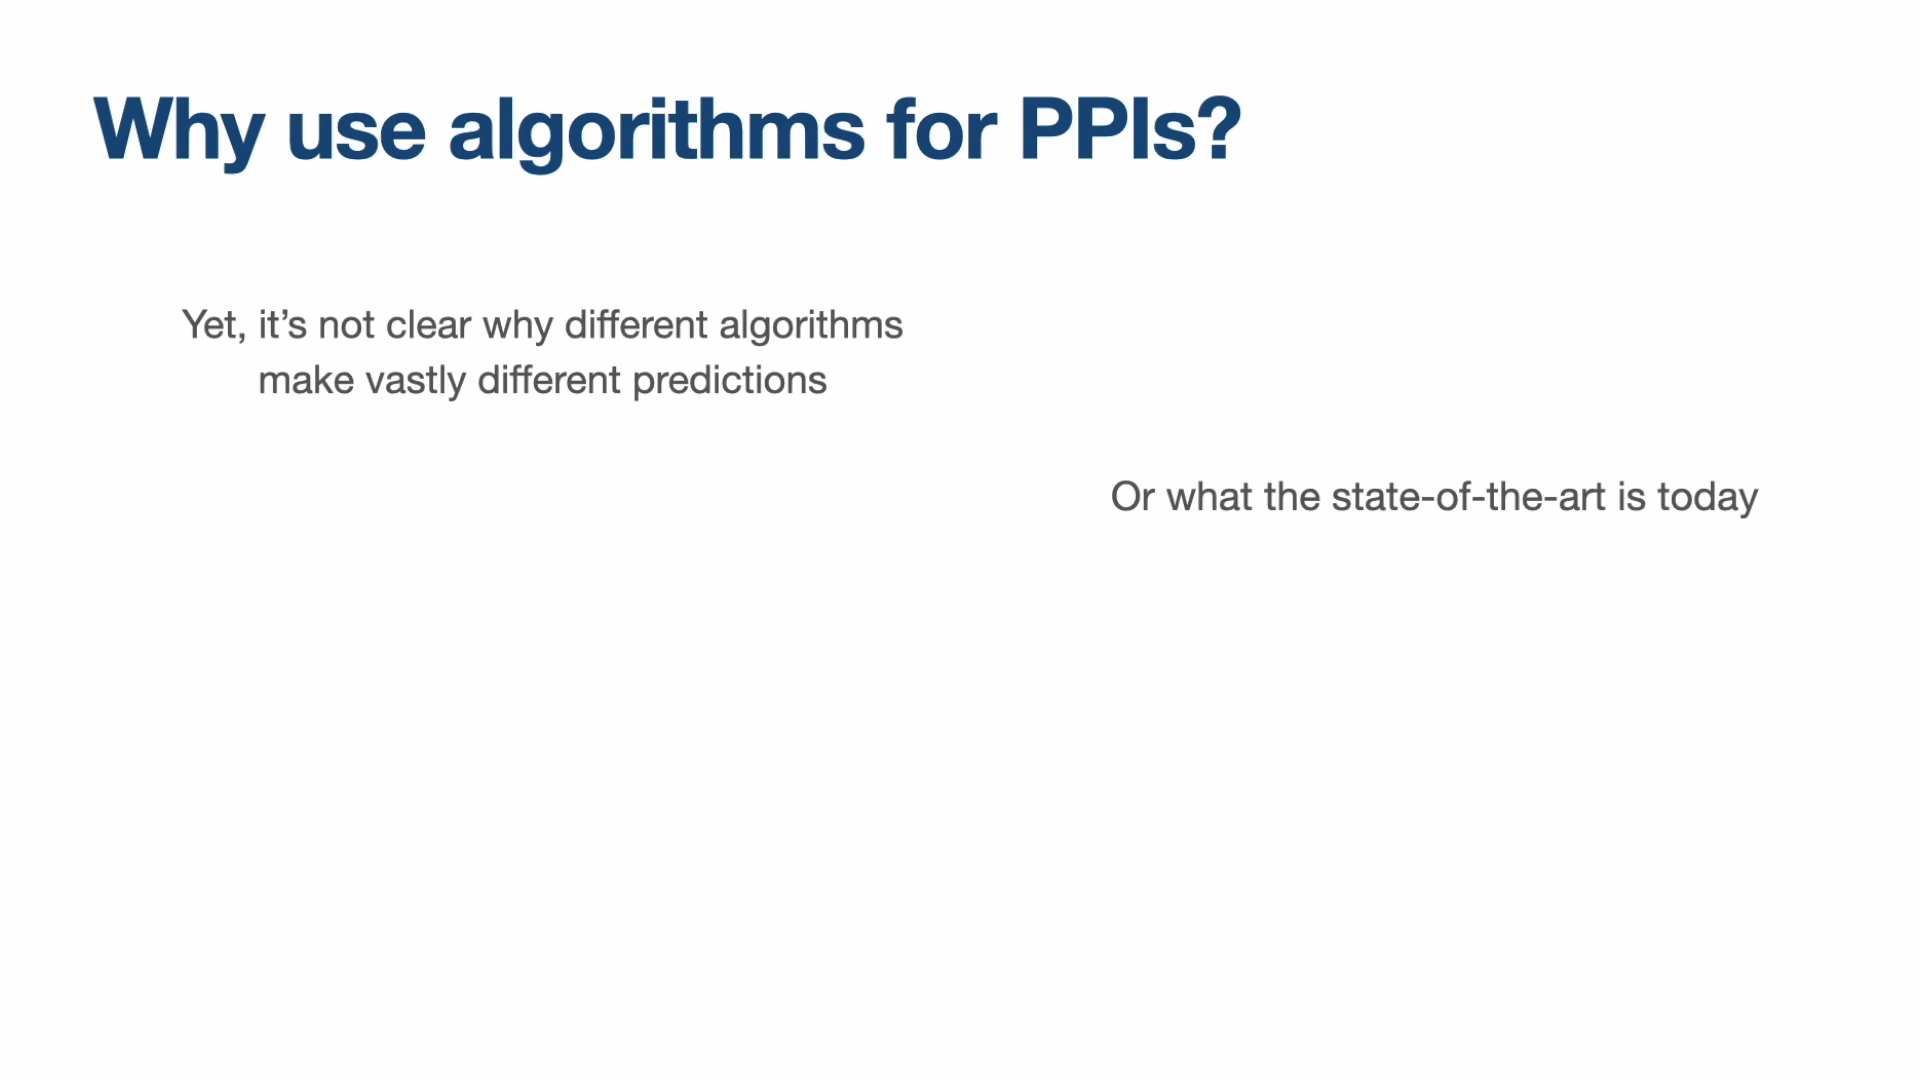 Why use algorithms for PPIs?
Yet, it’s not clear why different algorithms
make vastly different predictions
Or what the state-of-the-art is today